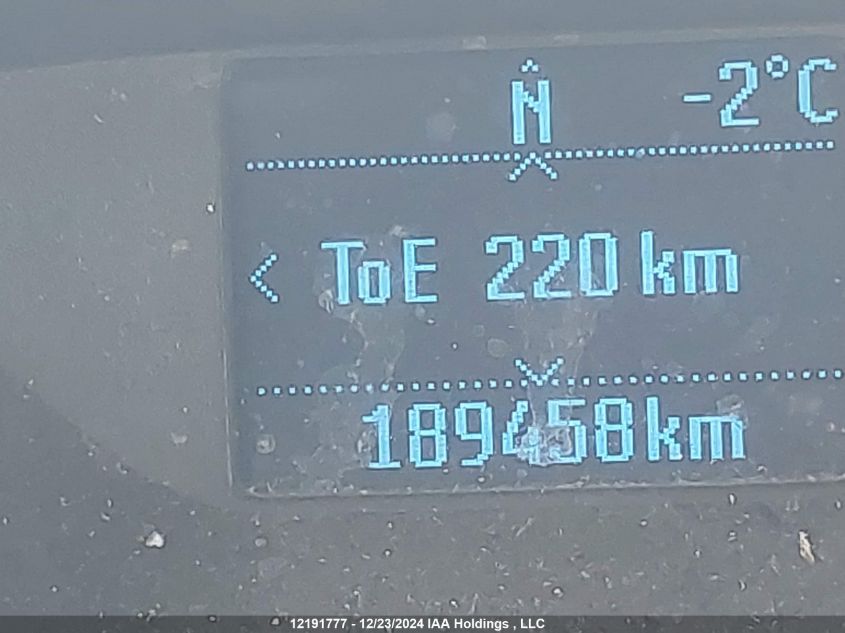 N -2°C
< ToE 220 km
189458km
12191777 - 12/23/2024 IAA Holdings , LLC